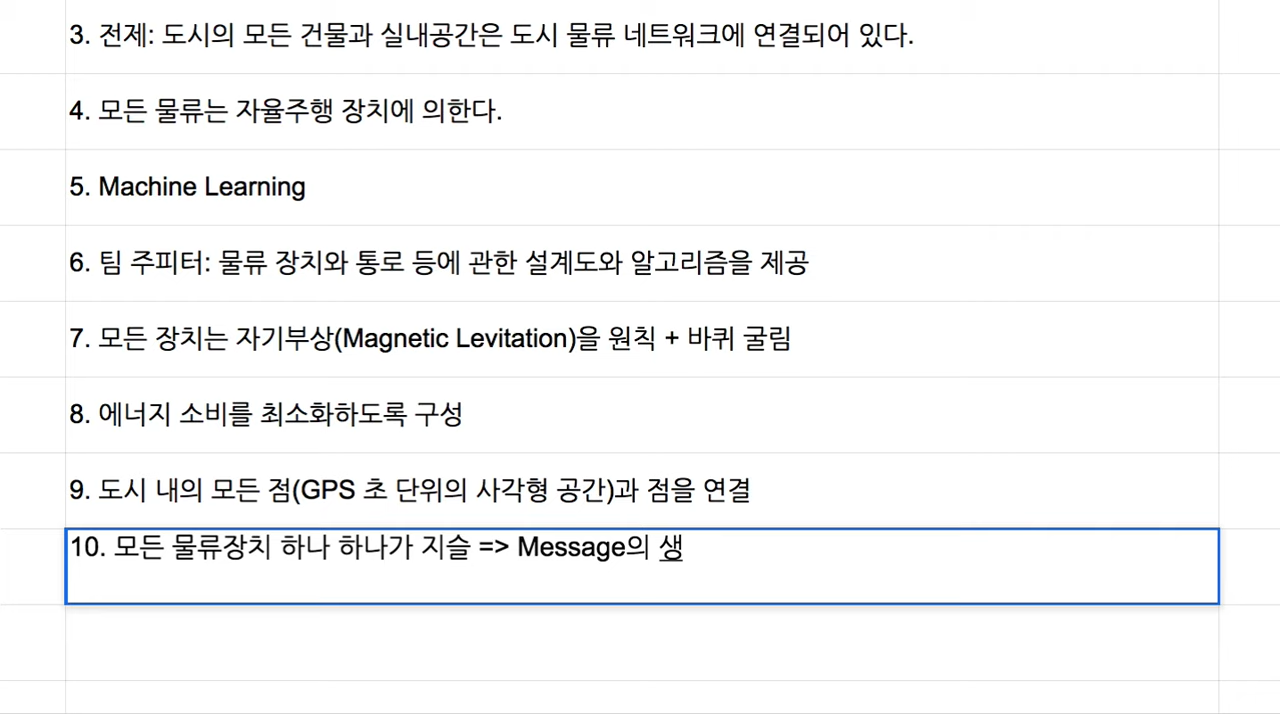 3. 전제: 도시의 모든 건물과 실내공간은 도시 물류 네트워크에 연결되어 있다.
4. 모든 물류는 자율주행 장치에 의한다.
5. Machine Learning
6. 팀 주피터: 물류 장치와 통로 등에 관한 설계도와 알고리즘을 제공
7. 모든 장치는 자기부상(Magnetic Levitation)을 원칙 + 바퀴 굴림
8. 에너지 소비를 최소화하도록 구성
9. 도시 내의 모든 점(GPS 초 단위의 사각형 공간)과 점을 연결
10. 모든 물류장치 하나 하나가 지슬 => Message의 생